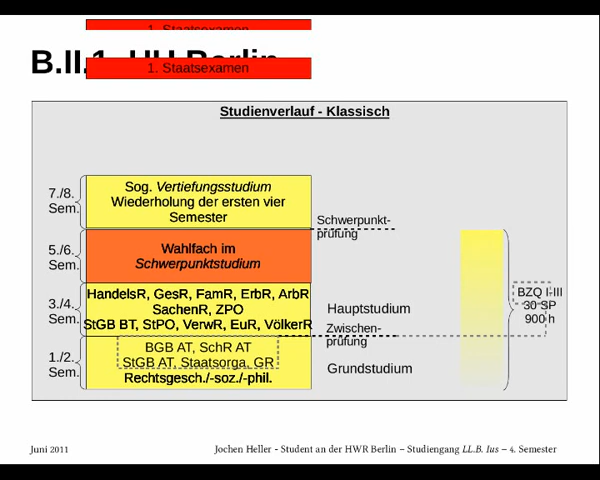 1. Staatsexamen
B.II.1. HU Berlin
1. Staatsexamen
Studienverlauf - Klassisch
7./8.
Sem.
Sog. Vertiefungsstudium
Wiederholung der ersten vier
Semester
Schwerpunkt-
prüfung
5./6.
Sem.
Wahlfach im
Schwerpunktstudium
3./4.
Sem.
HandelsR, GesR, FamR, ErbR, ArbR
SachenR, ZPO
StGB BT, StPO, VerwR, EuR, VölkerR
Hauptstudium
Zwischen-
prüfung
BZQ I-III
30 SP
900 h
1./2.
Sem.
BGB AT, SchR AT
StGB AT, Staatsorga, GR
Rechtsgesch./-soz./-phil.
Grundstudium
Juni 2011
Jochen Heller - Student an der HWR Berlin – Studiengang LL.B. Ius – 4. Semester